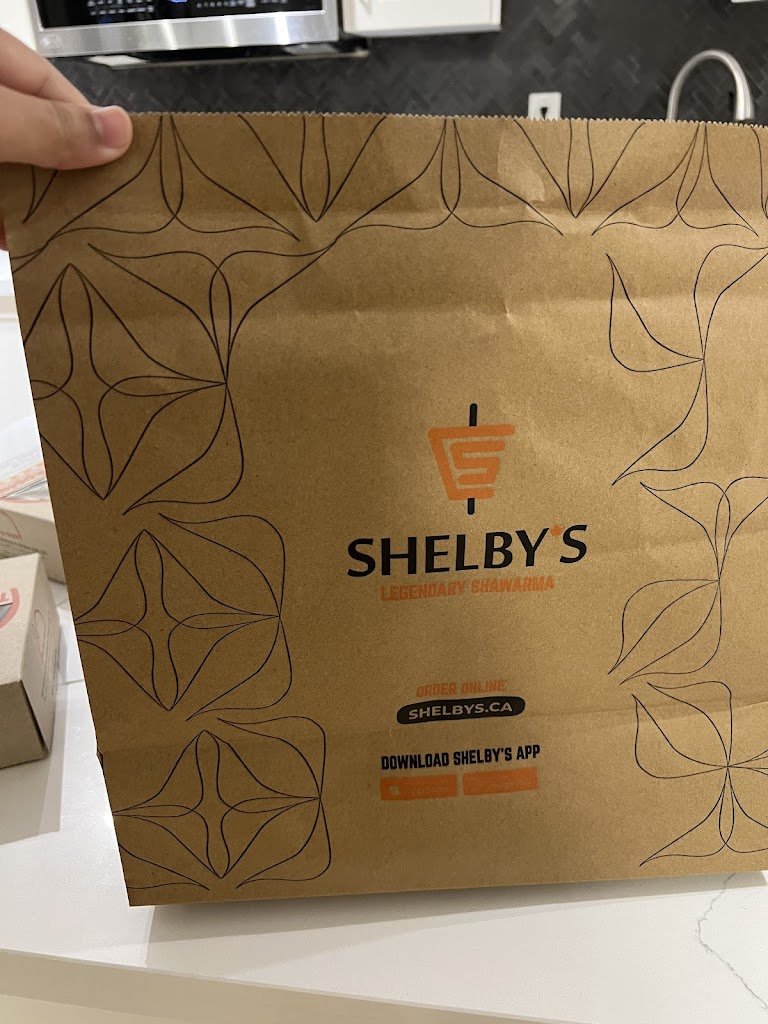 SHELBY'S
LEGENDARY SHAWARMA
ORDER ONLINE
SHELBYS.CA
DOWNLOAD SHELBY'S APP